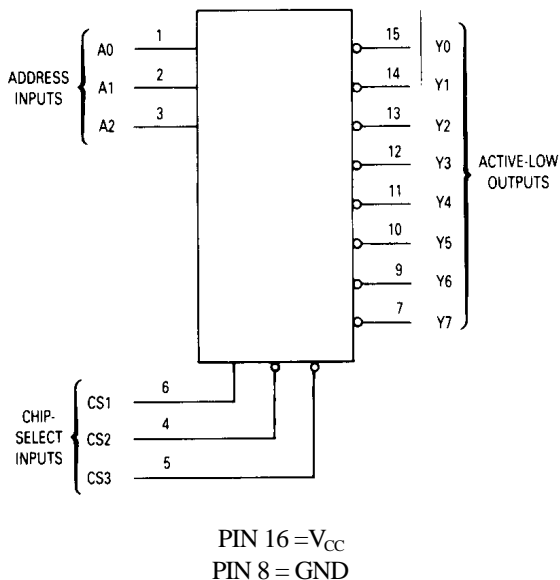 ADDRESS
INPUTS
A0 1
A1 2
A2 3
15 Y0
14 Y1
13 Y2
12 Y3
11 Y4
10 Y5
9 Y6
7 Y7
ACTIVE-LOW
OUTPUTS
CHIP-
SELECT
INPUTS
CS1 6
CS2 4
CS3 5
PIN 16 =VCC
PIN 8 = GND